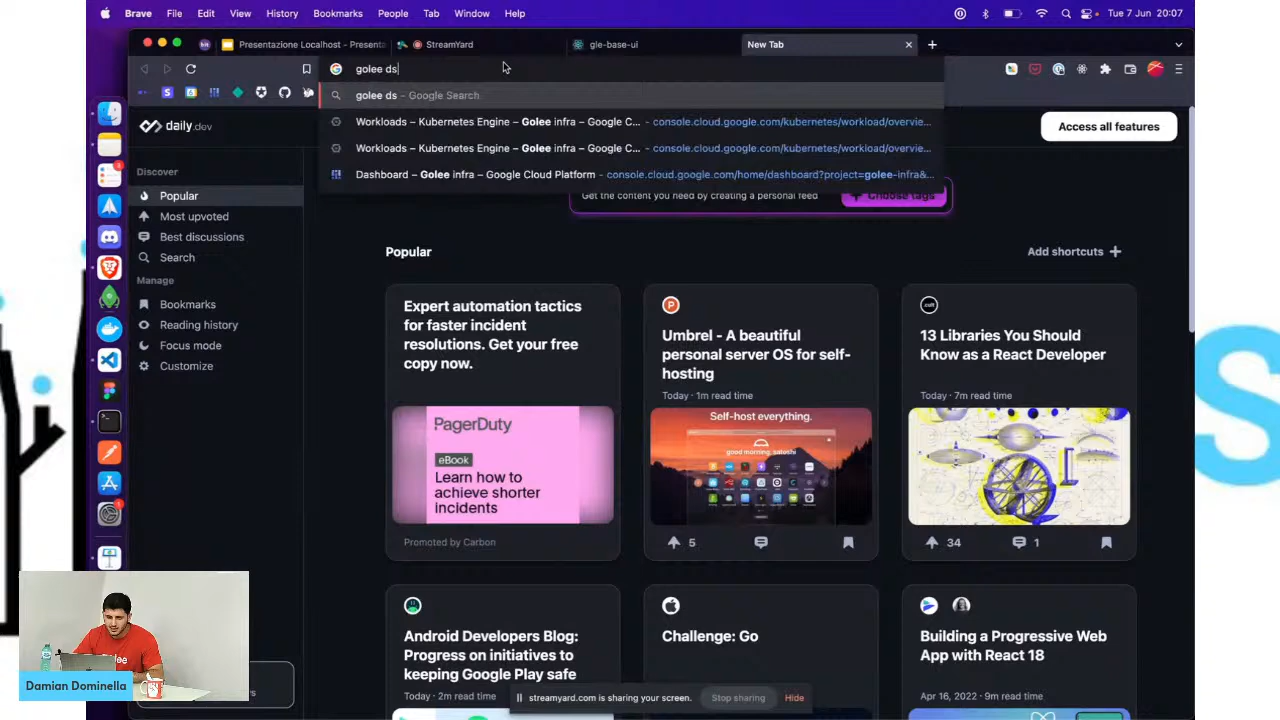 Brave File Edit View History Bookmarks People Tab Window Help
Tue 7 Jun 20:07
Presentazione Localhost - Presenta
StreamYard
gle-base-ui
New Tab
golee ds
golee ds – Google Search
Workloads – Kubernetes Engine – Golee infra – Google C... - console.cloud.google.com/kubernetes/workload/overvie...
Workloads – Kubernetes Engine – Golee infra – Google C... - console.cloud.google.com/kubernetes/workload/overvie...
Dashboard – Golee infra – Google Cloud Platform - console.cloud.google.com/home/dashboard?project=golee-infra&...
daily.dev
Access all features
Discover
Popular
Most upvoted
Best discussions
Search
Manage
Bookmarks
Reading history
Focus mode
Customize
Get the content you need by creating a personal feed
Choose tags
Popular
Add shortcuts
Expert automation tactics
for faster incident
resolutions. Get your free
copy now.
PagerDuty
eBook
Learn how to
achieve shorter
incidents
Promoted by Carbon
Umbrel - A beautiful
personal server OS for self-
hosting
Today · 1m read time
Self-host everything.
good morning, satoshi
5
13 Libraries You Should
Know as a React Developer
Today · 7m read time
34
1
Android Developers Blog:
Progress on initiatives to
keeping Google Play safe
Today · 2m read time
Challenge: Go
Building a Progressive Web
App with React 18
Apr 16, 2022 · 9m read time
streamyard.com is sharing your screen.
Stop sharing
Hide
Damian Dominella
S